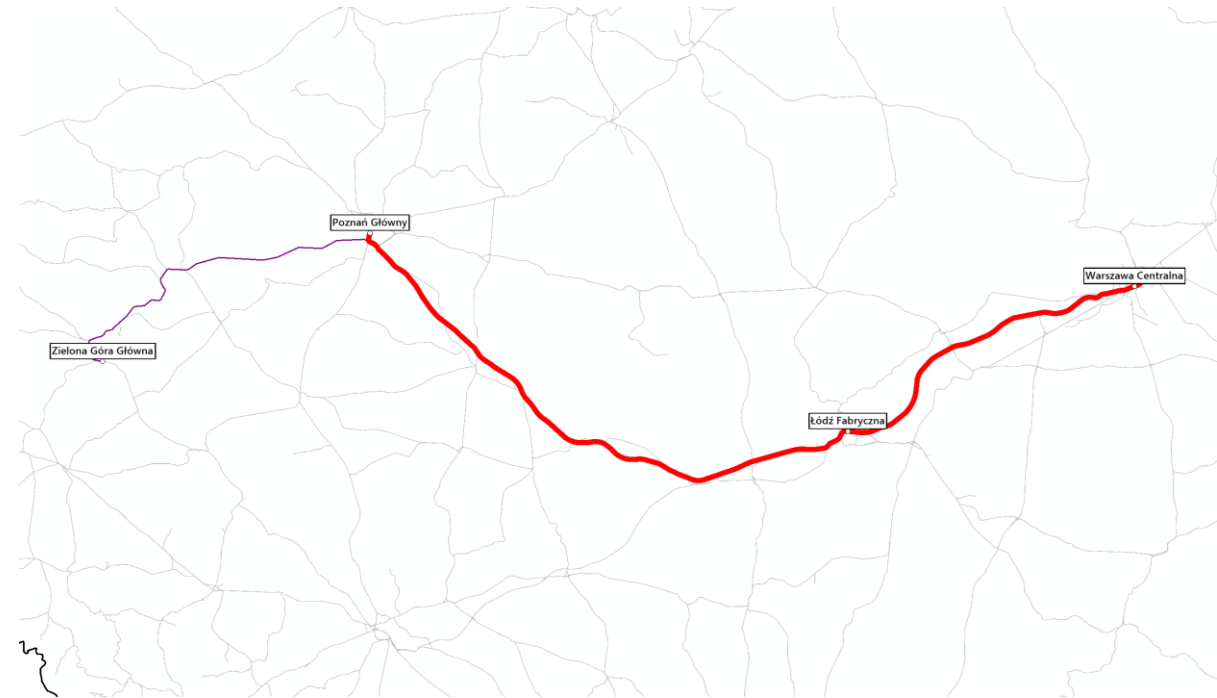 Poznań Główny
Warszawa Centralna
Zielona Góra Główna
Łódź Fabryczna